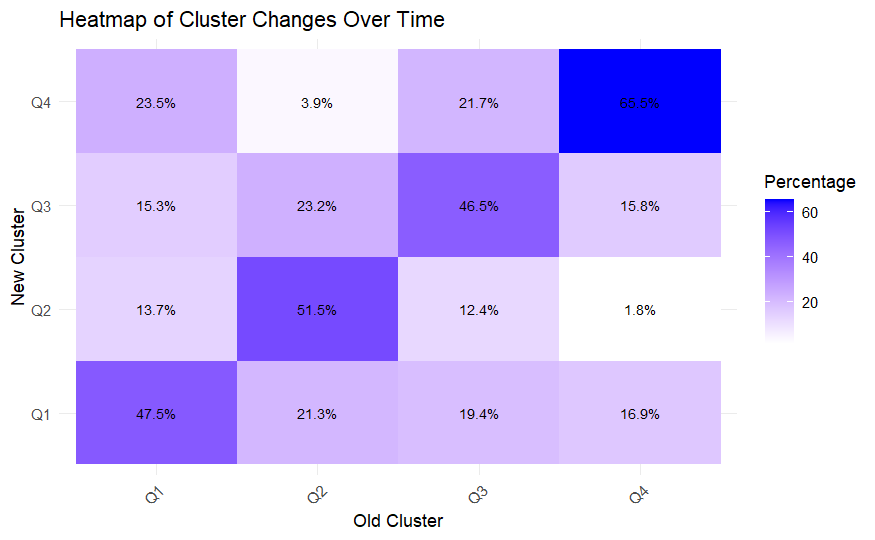 Heatmap of Cluster Changes Over Time
Q4
23.5%
3.9%
21.7%
65.5%
Q3
15.3%
23.2%
46.5%
15.8%
Q2
13.7%
51.5%
12.4%
1.8%
Q1
47.5%
21.3%
19.4%
16.9%
New Cluster
Q1
Q2
Q3
Q4
Old Cluster
Percentage
60
40
20